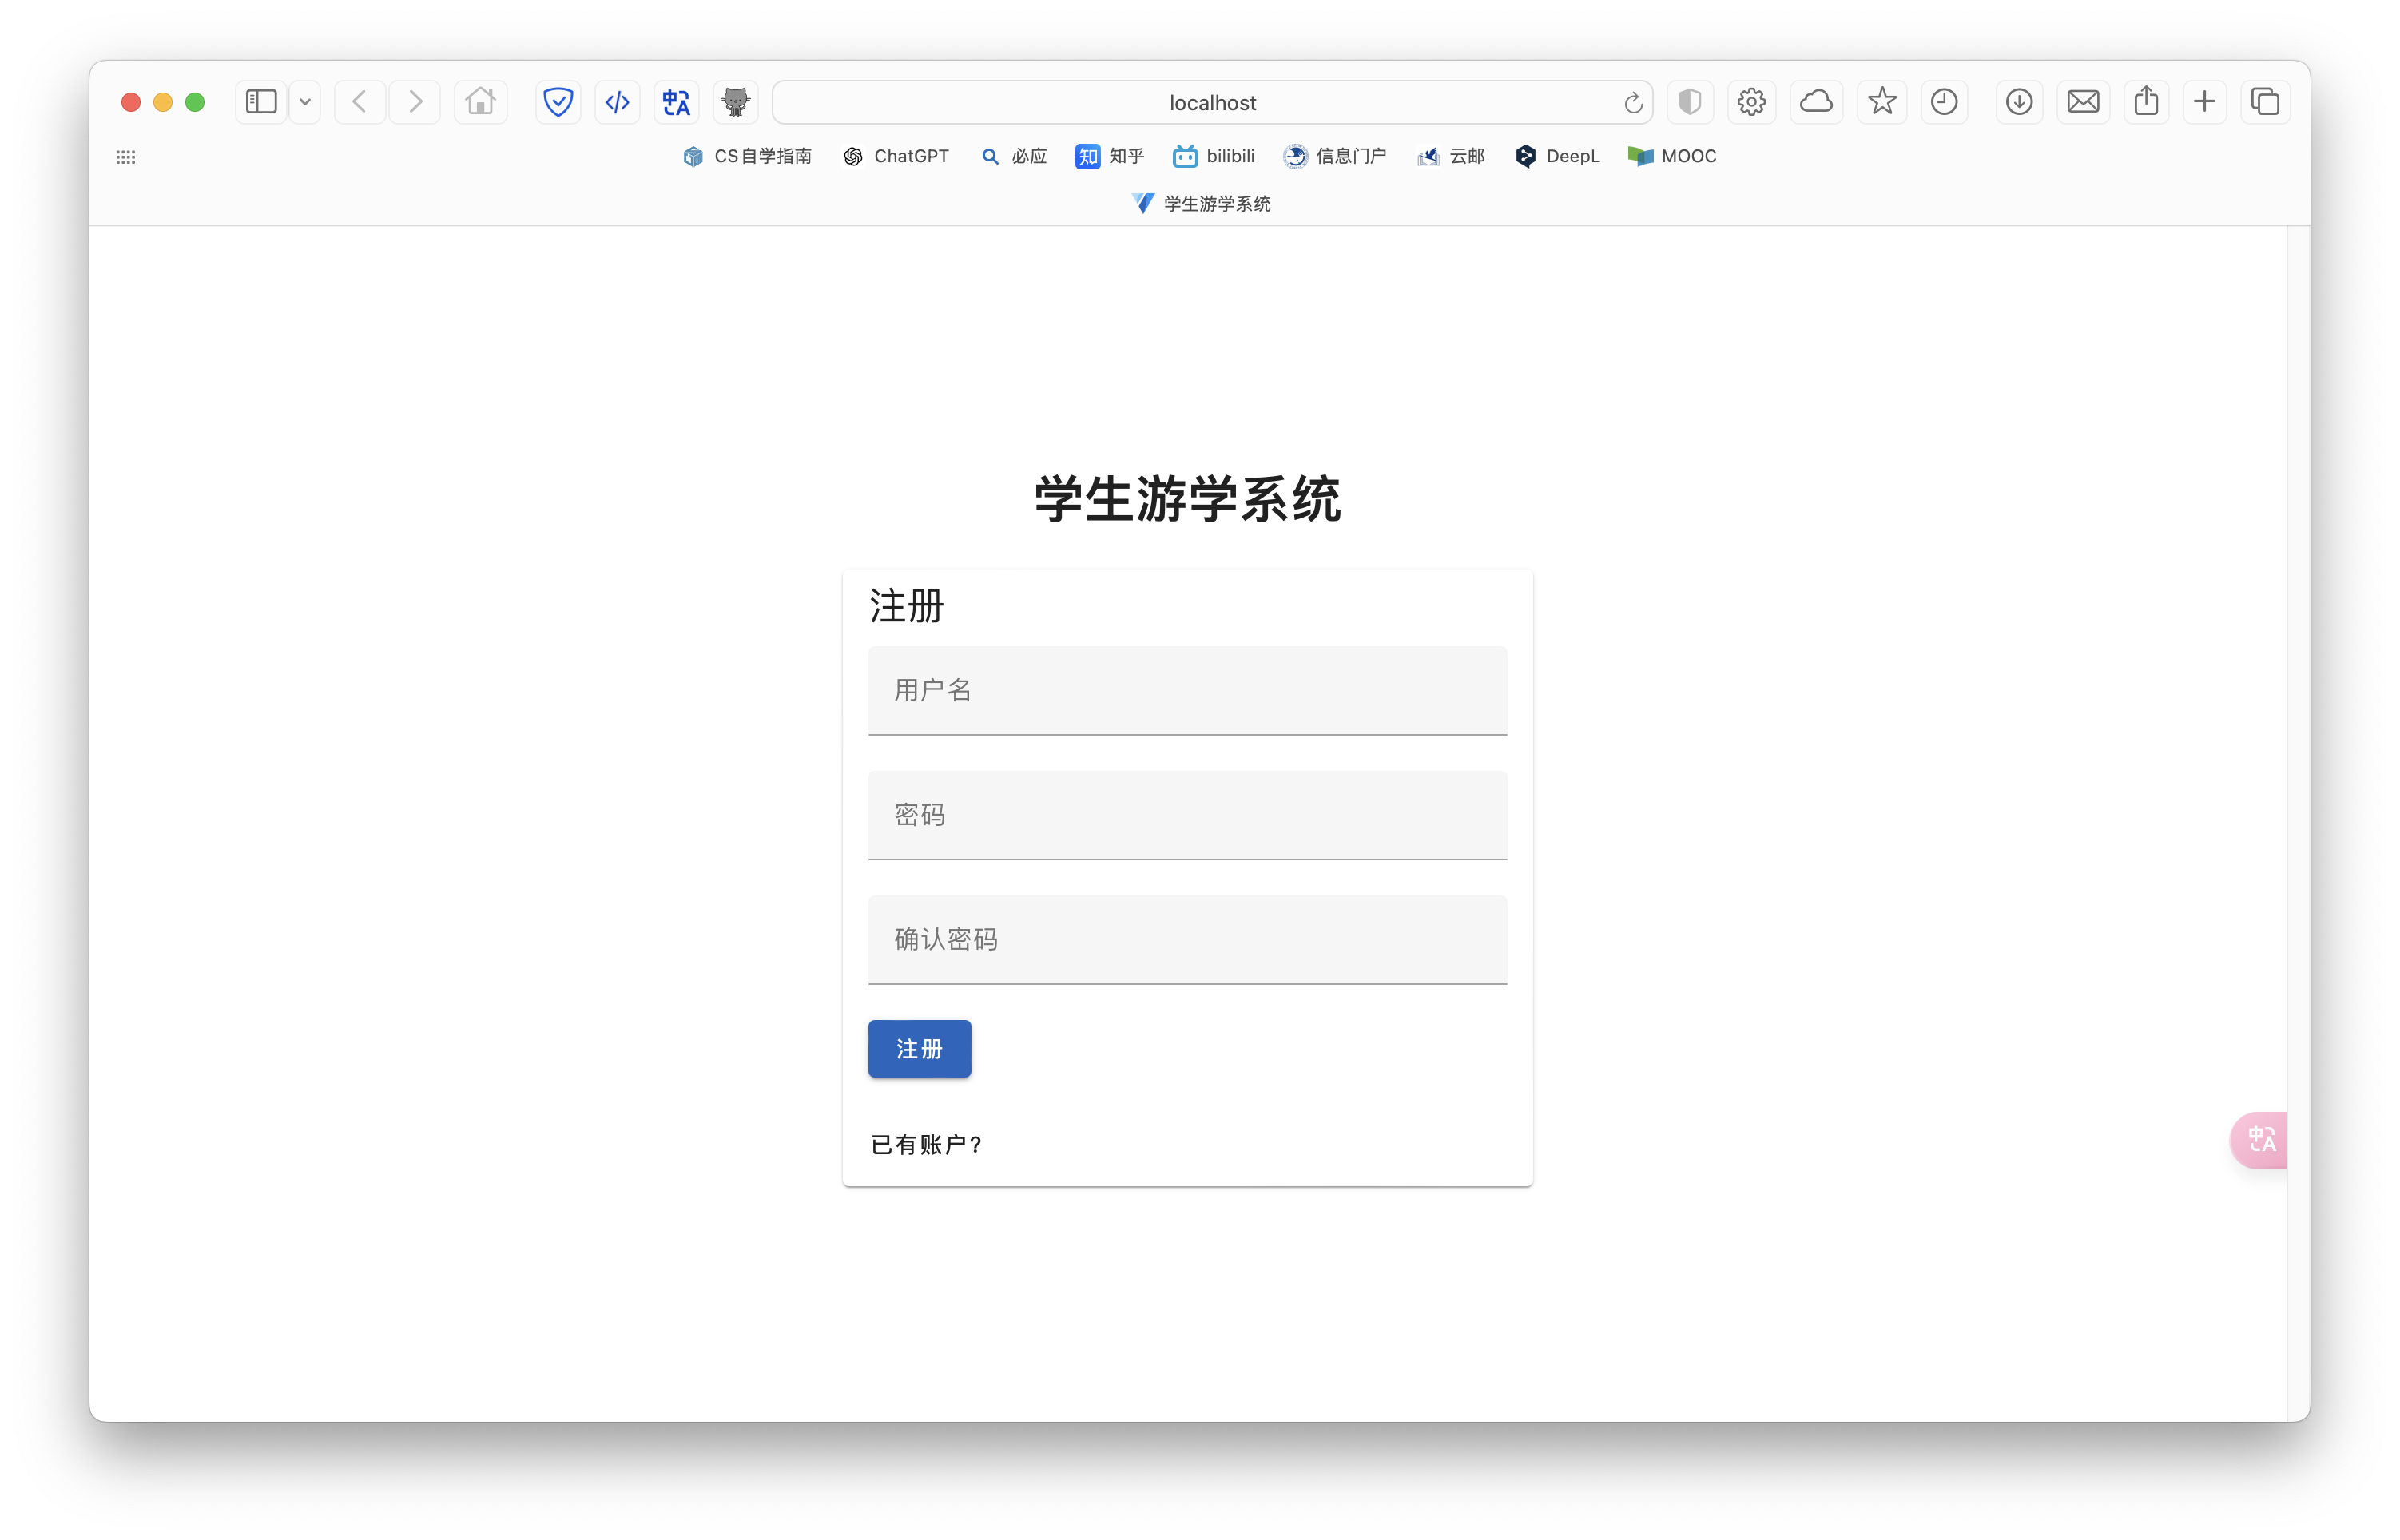 localhost
CS自学指南 ChatGPT 必应 知乎 bilibili 信息门户 云邮 DeepL MOOC
学生游学系统
学生游学系统
注册
用户名
密码
确认密码
注册
已有账户?